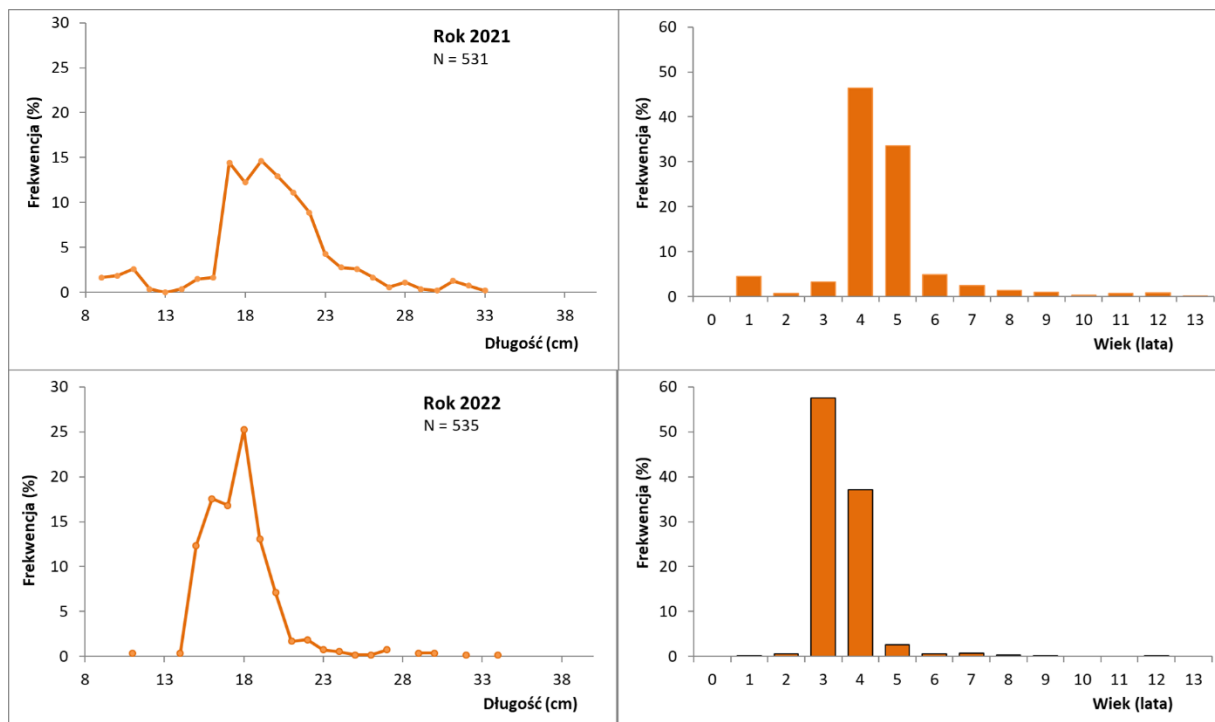 Rok 2021
N = 531
Frekwencja (%)
30
25
20
15
10
5
0
8 13 18 23 28 33 38
Długość (cm)
Frekwencja (%)
60
50
40
30
20
10
0
0 1 2 3 4 5 6 7 8 9 10 11 12 13
Wiek (lata)
Rok 2022
N = 535
Frekwencja (%)
30
25
20
15
10
5
0
8 13 18 23 28 33 38
Długość (cm)
Frekwencja (%)
60
50
40
30
20
10
0
0 1 2 3 4 5 6 7 8 9 10 11 12 13
Wiek (lata)